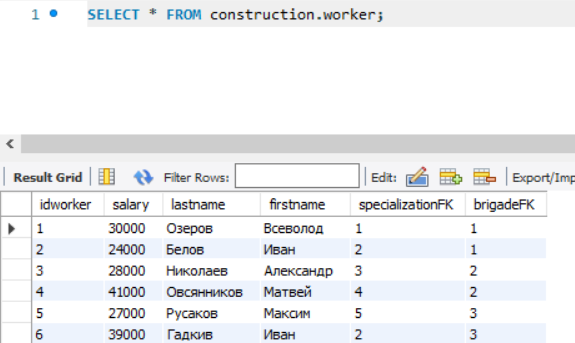 1 SELECT * FROM construction.worker;
Result Grid Filter Rows: Edit: Export/Imp
idworker salary lastname firstname specializationFK brigadeFK
1 30000 Озеров Всеволод 1 1
2 24000 Белов Иван 2 1
3 28000 Николаев Александр 3 2
4 41000 Овсянников Матвей 4 2
5 27000 Русаков Максим 5 3
6 39000 Гадкив Иван 2 3